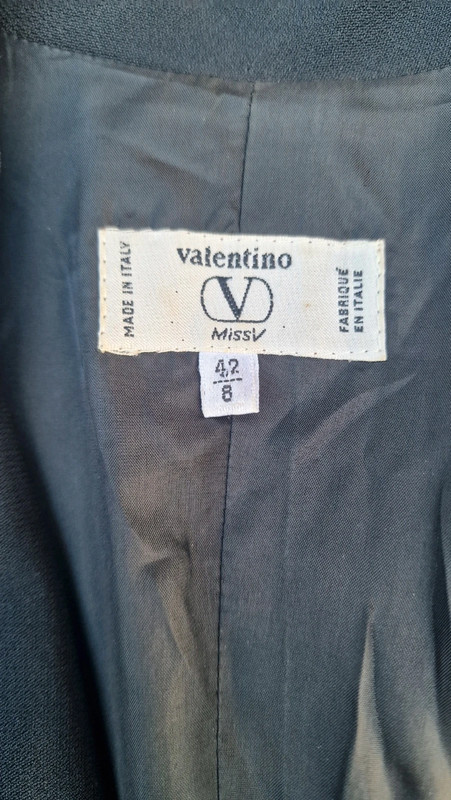 MADE IN ITALY
valentino
V
MissV
FABRIQUÉ
EN ITALIE
42
8